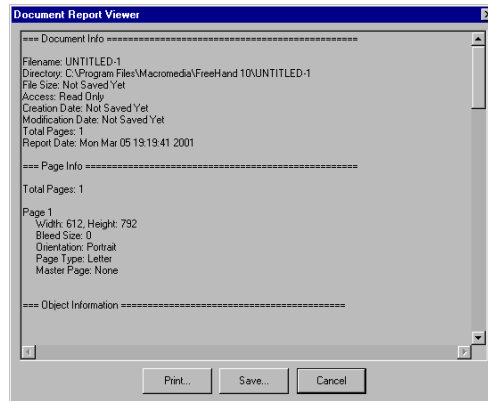 Document Report Viewer
=== Document Info ================================================
Filename: UNTITLED-1
Directory: C:\Program Files\Macromedia\FreeHand 10\UNTITLED-1
File Size: Not Saved Yet
Access: Read Only
Creation Date: Not Saved Yet
Modification Date: Not Saved Yet
Total Pages: 1
Report Date: Mon Mar 05 19:19:41 2001
=== Page Info ====================================================
Total Pages: 1
Page 1
Width: 612, Height: 792
Bleed Size: 0
Orientation: Portrait
Page Type: Letter
Master Page: None
=== Object Information ===========================================
Print... Save... Cancel